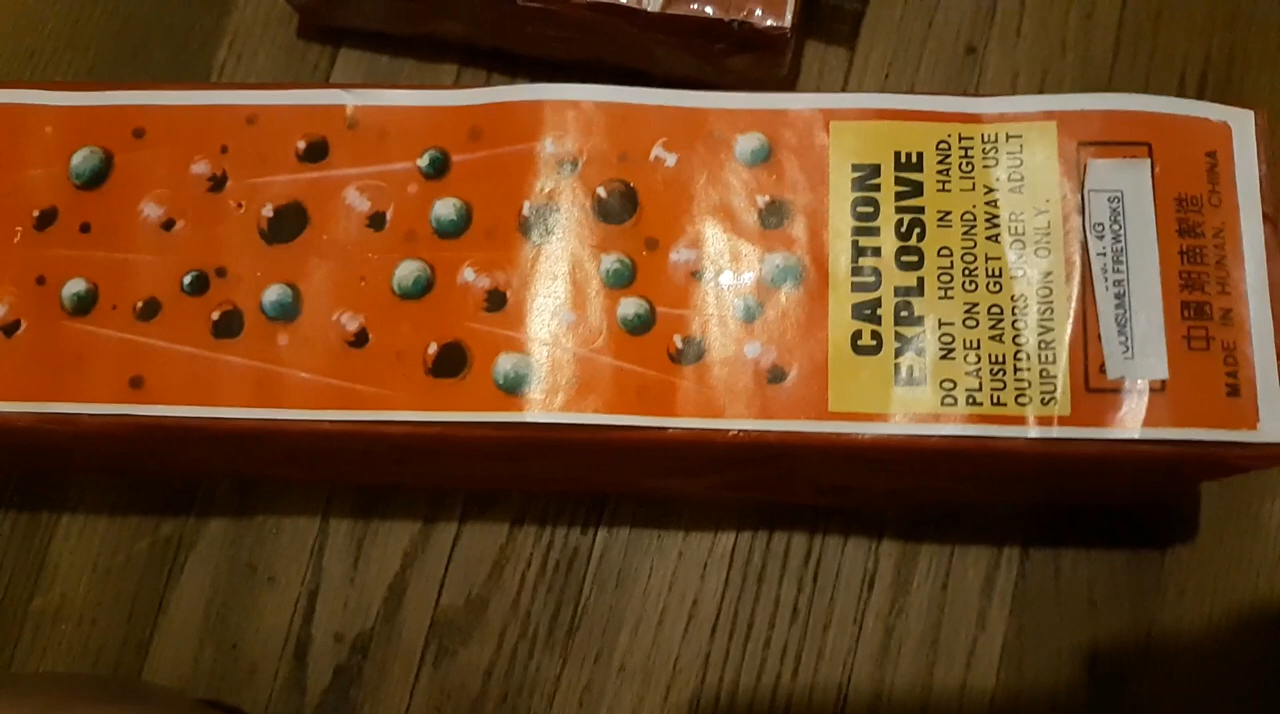 CAUTION
EXPLOSIVE
DO NOT HOLD IN HAND.
PLACE ON GROUND. LIGHT
FUSE AND GET AWAY. USE
OUTDOORS UNDER ADULT
SUPERVISION ONLY.
1.4G
CONSUMER FIREWORKS
中國湖南製造
MADE IN HUNAN, CHINA